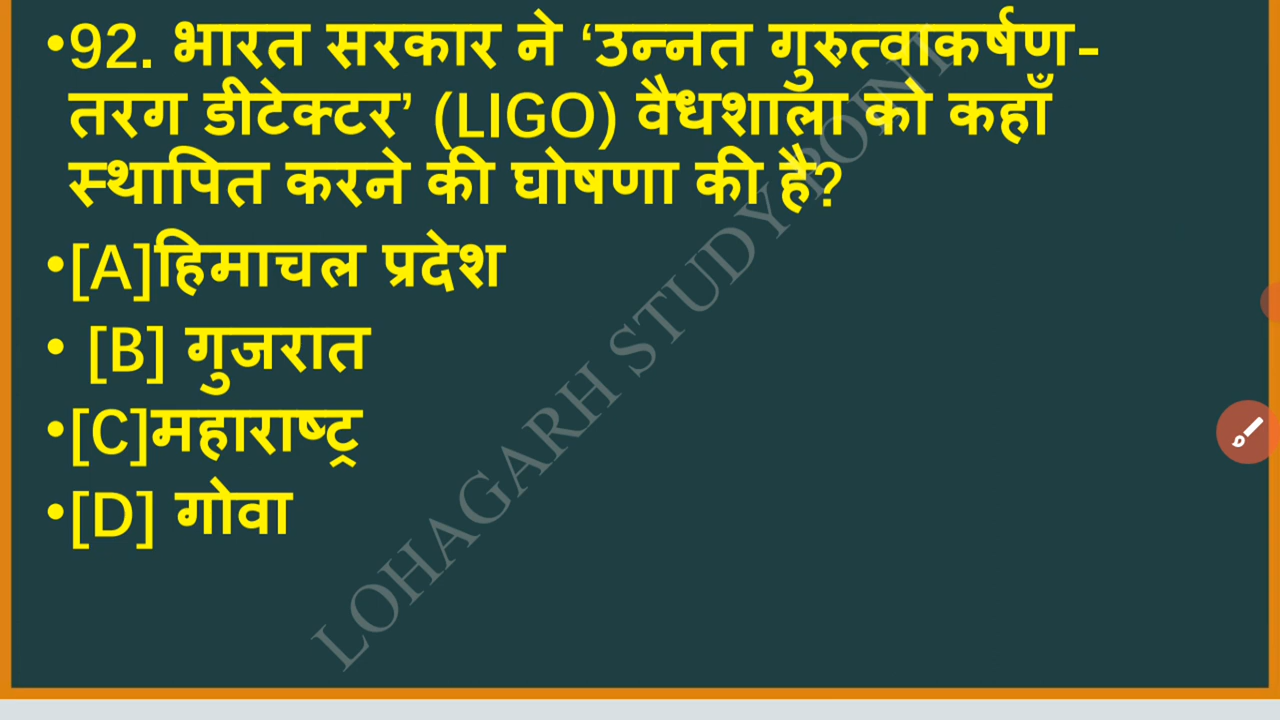 •92. भारत सरकार ने ‘उन्नत गुरुत्वाकर्षण-
तरग डीटेक्टर’ (LIGO) वैधशाला को कहाँ
स्थापित करने की घोषणा की है?
•[A]हिमाचल प्रदेश
• [B] गुजरात
•[C]महाराष्ट्र
•[D] गोवा
LOHAGARH STUDY POINT